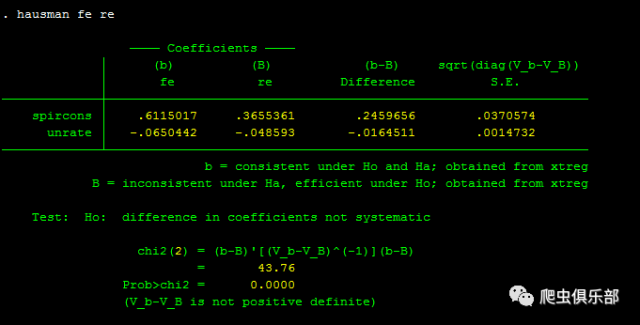 . hausman fe re
Coefficients
(b) (B) (b-B) sqrt(diag(V_b-V_B))
fe re Difference S.E.
spircons .6115017 .3655361 .2459656 .0370574
unrate -.0650442 -.048593 -.0164511 .0014732
b = consistent under Ho and Ha; obtained from xtreg
B = inconsistent under Ha, efficient under Ho; obtained from xtreg
Test: Ho: difference in coefficients not systematic
chi2(2) = (b-B)'[(V_b-V_B)^(-1)](b-B)
= 43.76
Prob>chi2 = 0.0000
(V_b-V_B is not positive definite)
爬虫俱乐部